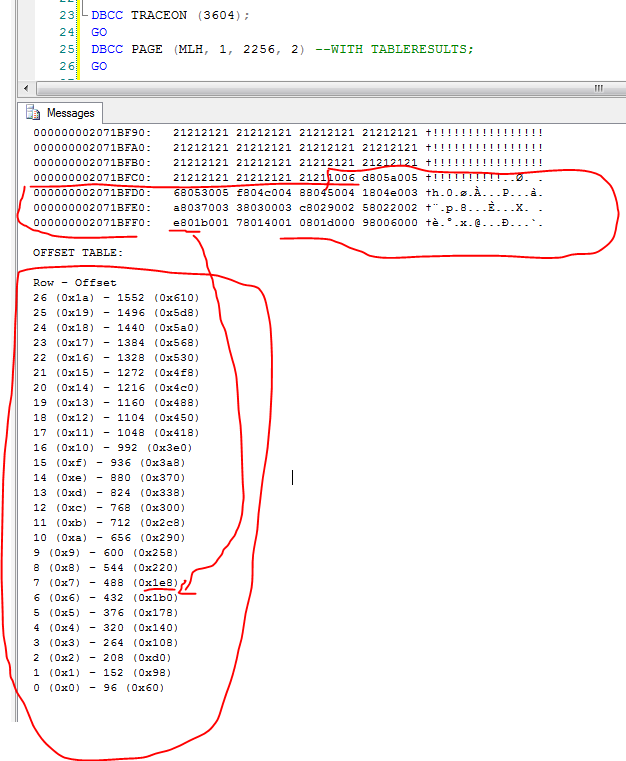 23 DBCC TRACEON (3604);
24 GO
25 DBCC PAGE (MLH, 1, 2256, 2) --WITH TABLERESULTS;
26 GO
Messages
000000002071BF90: 21212121 21212121 21212121 21212121 †!!!!!!!!!!!!!!!!
000000002071BFA0: 21212121 21212121 21212121 21212121 †!!!!!!!!!!!!!!!!
000000002071BFB0: 21212121 21212121 21212121 21212121 †!!!!!!!!!!!!!!!!
000000002071BFC0: 21212121 21212121 21211006 d805a005 †!!!!!!!!!!..Ø. .
000000002071BFD0: 68053005 f804c004 88045004 1804e003 †h.0.ø.À...P...à.
000000002071BFE0: a8037003 38030003 c8029002 58022002 †¨.p.8...È...X. .
000000002071BFF0: e801b001 78014001 0801d000 98006000 †è.°.x.@...Ð...`.
OFFSET TABLE:
Row - Offset
26 (0x1a) - 1552 (0x610)
25 (0x19) - 1496 (0x5d8)
24 (0x18) - 1440 (0x5a0)
23 (0x17) - 1384 (0x568)
22 (0x16) - 1328 (0x530)
21 (0x15) - 1272 (0x4f8)
20 (0x14) - 1216 (0x4c0)
19 (0x13) - 1160 (0x488)
18 (0x12) - 1104 (0x450)
17 (0x11) - 1048 (0x418)
16 (0x10) - 992 (0x3e0)
15 (0xf) - 936 (0x3a8)
14 (0xe) - 880 (0x370)
13 (0xd) - 824 (0x338)
12 (0xc) - 768 (0x300)
11 (0xb) - 712 (0x2c8)
10 (0xa) - 656 (0x290)
9 (0x9) - 600 (0x258)
8 (0x8) - 544 (0x220)
7 (0x7) - 488 (0x1e8)
6 (0x6) - 432 (0x1b0)
5 (0x5) - 376 (0x178)
4 (0x4) - 320 (0x140)
3 (0x3) - 264 (0x108)
2 (0x2) - 208 (0xd0)
1 (0x1) - 152 (0x98)
0 (0x0) - 96 (0x60)